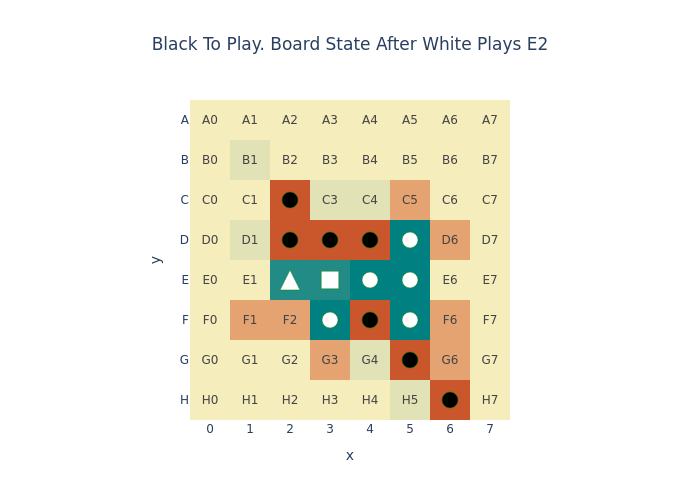 Black To Play. Board State After White Plays E2
A A0 A1 A2 A3 A4 A5 A6 A7
B B0 B1 B2 B3 B4 B5 B6 B7
C C0 C1 C3 C4 C5 C6 C7
D D0 D1 D6 D7
E E0 E1 E6 E7
F F0 F1 F2 F6 F7
G G0 G1 G2 G3 G4 G6 G7
H H0 H1 H2 H3 H4 H5 H7
0 1 2 3 4 5 6 7
x
y